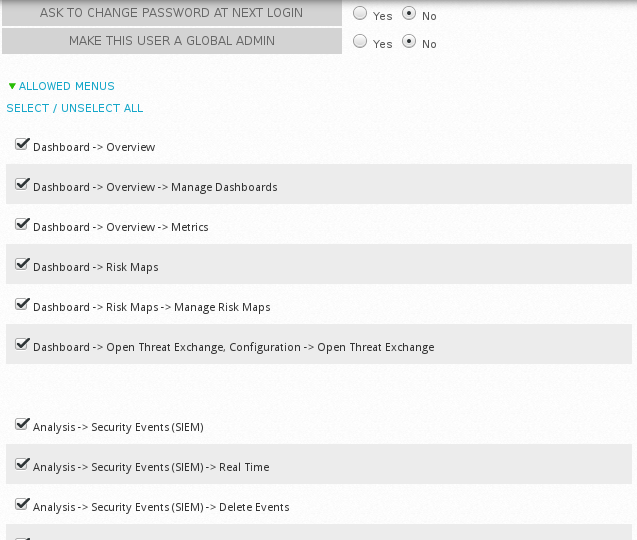 ASK TO CHANGE PASSWORD AT NEXT LOGIN Yes No
MAKE THIS USER A GLOBAL ADMIN Yes No
ALLOWED MENUS
SELECT / UNSELECT ALL
Dashboard -> Overview
Dashboard -> Overview -> Manage Dashboards
Dashboard -> Overview -> Metrics
Dashboard -> Risk Maps
Dashboard -> Risk Maps -> Manage Risk Maps
Dashboard -> Open Threat Exchange, Configuration -> Open Threat Exchange
Analysis -> Security Events (SIEM)
Analysis -> Security Events (SIEM) -> Real Time
Analysis -> Security Events (SIEM) -> Delete Events